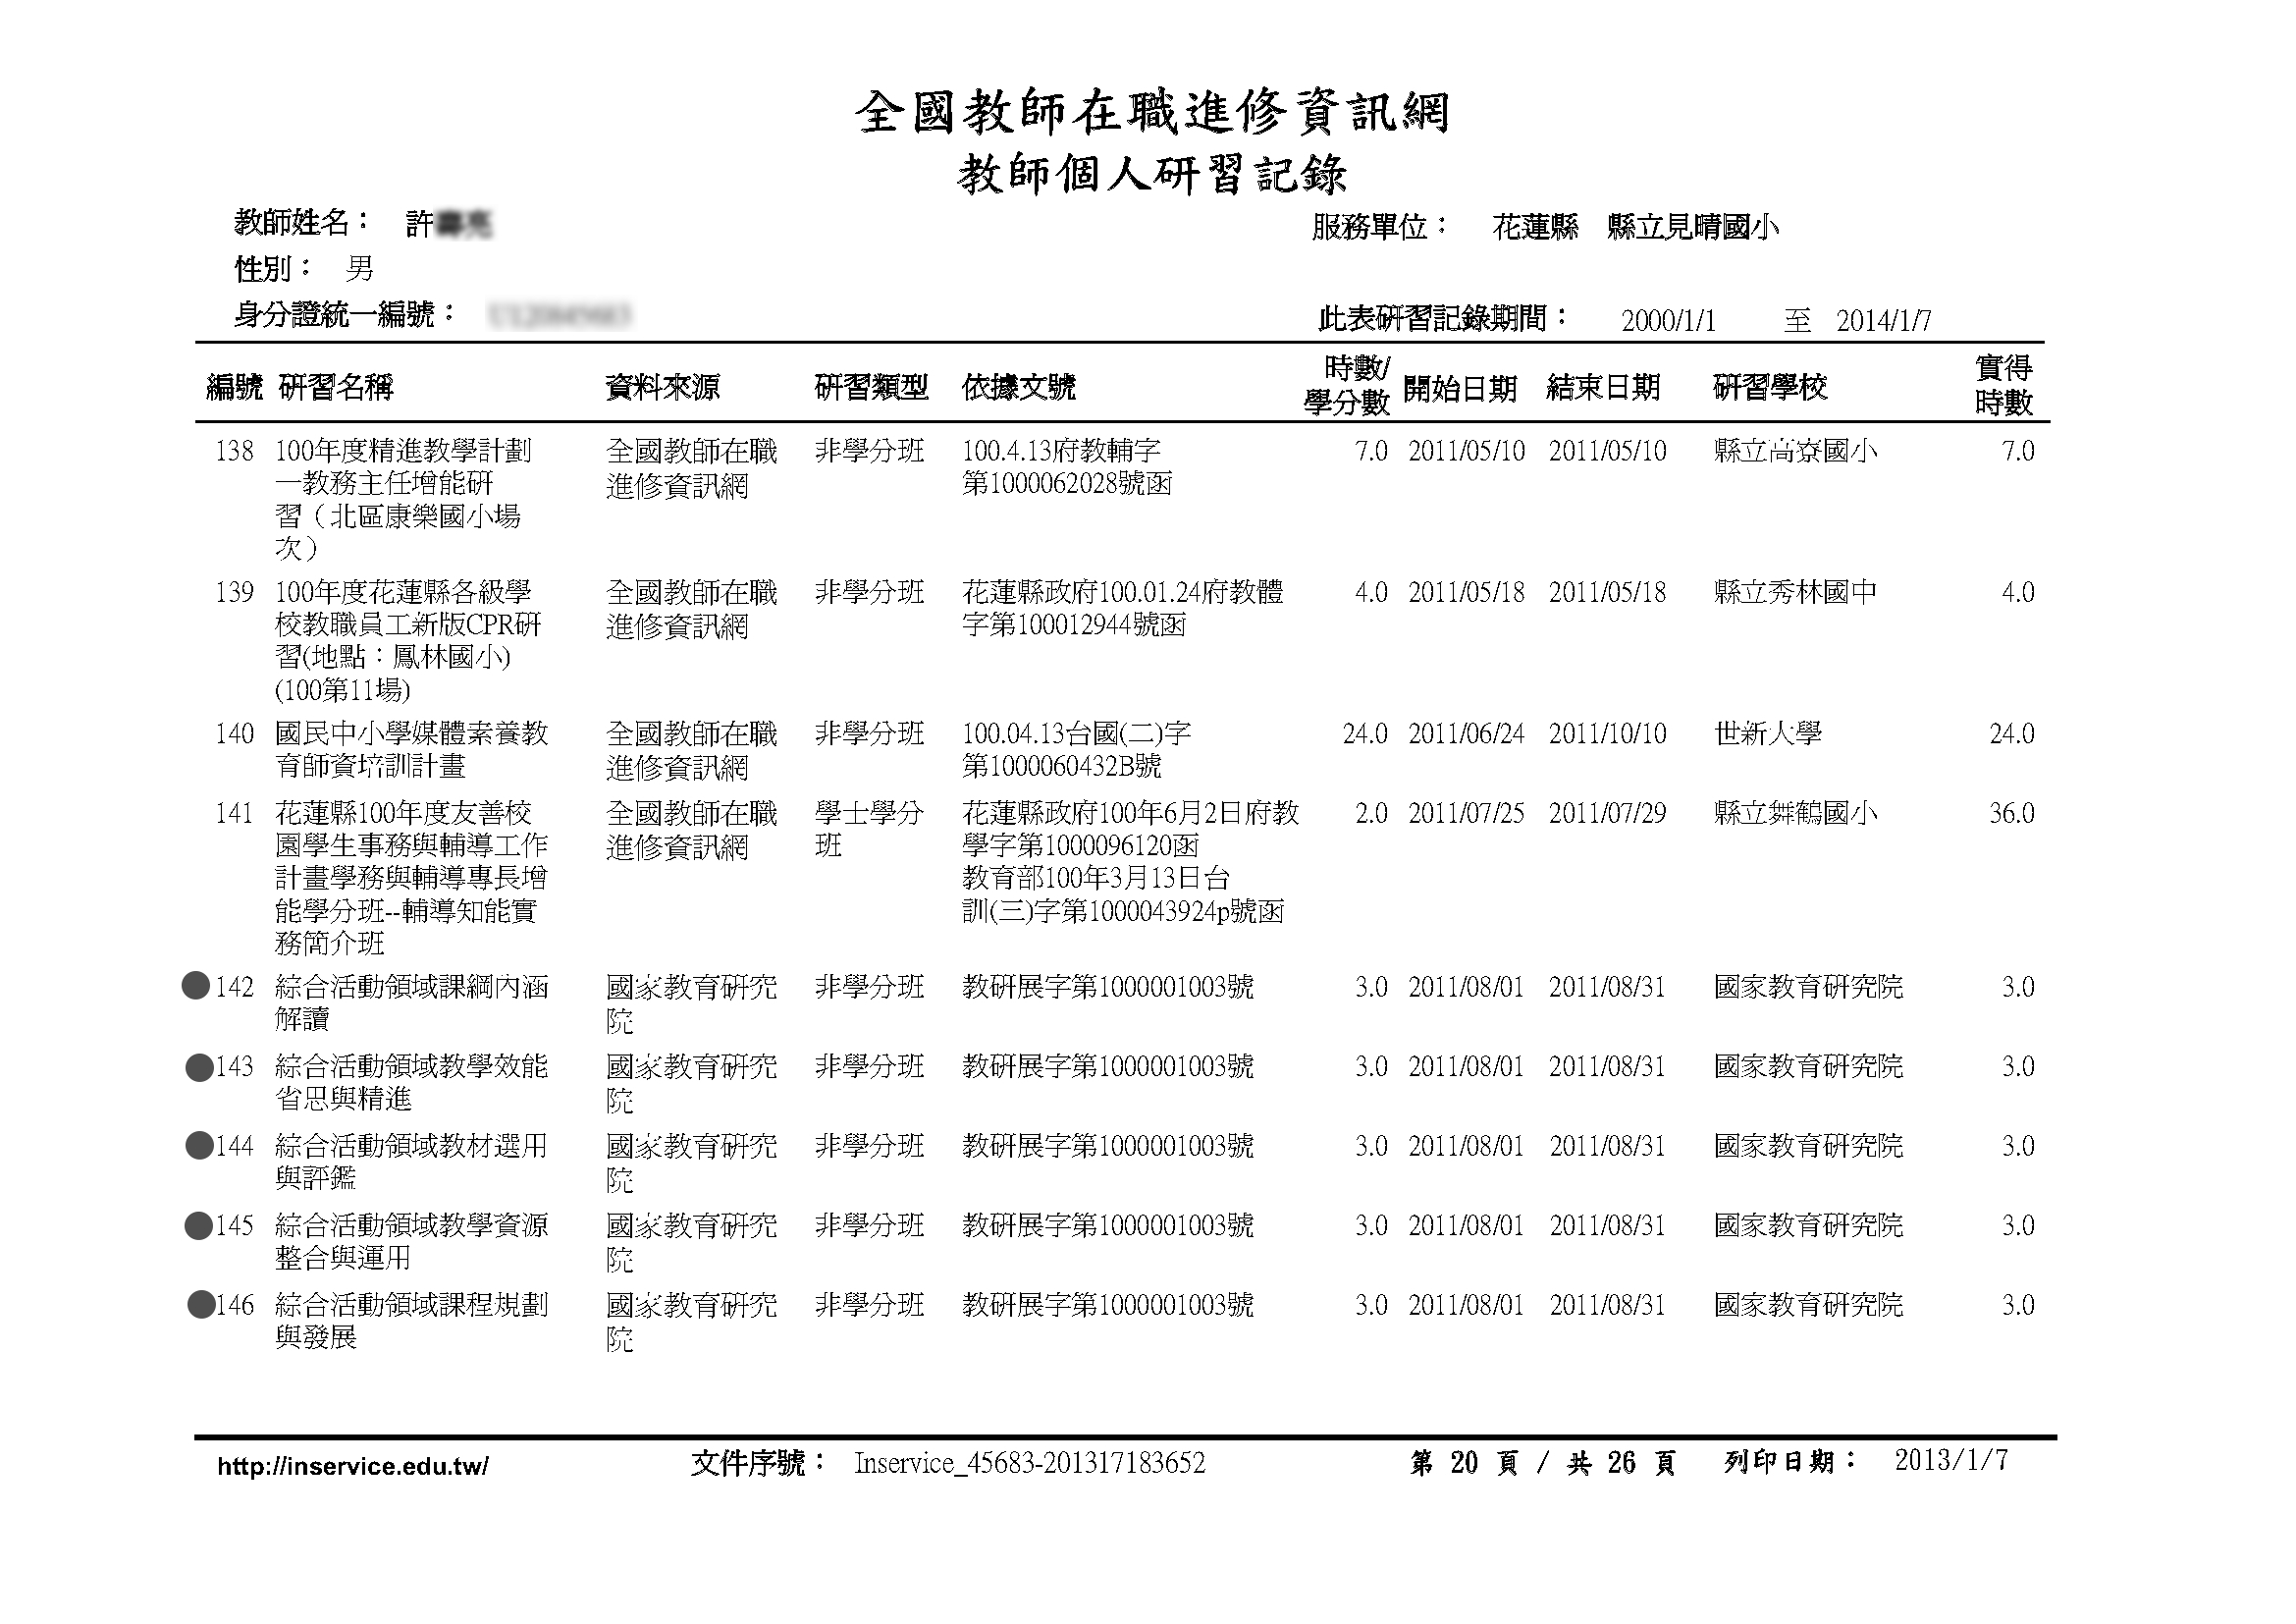 全國教師在職進修資訊網
教師個人研習記錄
教師姓名： 許
服務單位： 花蓮縣 縣立見晴國小
性別： 男
身分證統一編號：
此表研習記錄期間： 2000/1/1 至 2014/1/7
編號 研習名稱 資料來源 研習類型 依據文號 時數/學分數 開始日期 結束日期 研習學校 實得時數
138 100年度精進教學計劃 全國教師在職 非學分班 100.4.13府教輔字 7.0 2011/05/10 2011/05/10 縣立高寮國小 7.0
一教務主任增能研 進修資訊網 第1000062028號函
習（北區康樂國小場
次）
139 100年度花蓮縣各級學 全國教師在職 非學分班 花蓮縣政府100.01.24府教體 4.0 2011/05/18 2011/05/18 縣立秀林國中 4.0
校教職員工新版CPR研 進修資訊網 字第100012944號函
習(地點：鳳林國小)
(100第11場)
140 國民中小學媒體素養教 全國教師在職 非學分班 100.04.13台國(二)字 24.0 2011/06/24 2011/10/10 世新大學 24.0
育師資培訓計畫 進修資訊網 第1000060432B號
141 花蓮縣100年度友善校 全國教師在職 學士學分 花蓮縣政府100年6月2日府教 2.0 2011/07/25 2011/07/29 縣立舞鶴國小 36.0
園學生事務與輔導工作 進修資訊網 班 學字第1000096120函
計畫學務與輔導專長增 教育部100年3月13日台
能學分班--輔導知能實 訓(三)字第1000043924p號函
務簡介班
142 綜合活動領域課綱內涵 國家教育研究 非學分班 教研展字第1000001003號 3.0 2011/08/01 2011/08/31 國家教育研究院 3.0
解讀 院
143 綜合活動領域教學效能 國家教育研究 非學分班 教研展字第1000001003號 3.0 2011/08/01 2011/08/31 國家教育研究院 3.0
省思與精進 院
144 綜合活動領域教材選用 國家教育研究 非學分班 教研展字第1000001003號 3.0 2011/08/01 2011/08/31 國家教育研究院 3.0
與評鑑 院
145 綜合活動領域教學資源 國家教育研究 非學分班 教研展字第1000001003號 3.0 2011/08/01 2011/08/31 國家教育研究院 3.0
整合與運用 院
146 綜合活動領域課程規劃 國家教育研究 非學分班 教研展字第1000001003號 3.0 2011/08/01 2011/08/31 國家教育研究院 3.0
與發展 院
http://inservice.edu.tw/ 文件序號： Inservice_45683-201317183652 第 20 頁 / 共 26 頁 列印日期： 2013/1/7